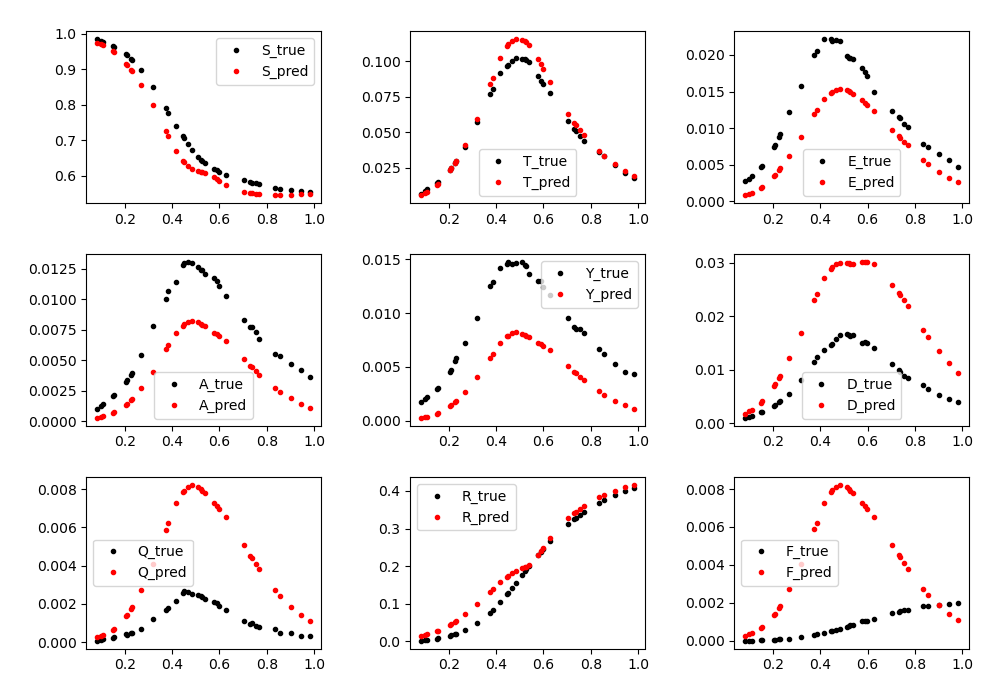 1.0
0.9
0.8
0.7
0.6
S_true
S_pred
0.2 0.4 0.6 0.8 1.0
0.100
0.075
0.050
0.025
T_true
T_pred
0.2 0.4 0.6 0.8 1.0
0.020
0.015
0.010
0.005
0.000
E_true
E_pred
0.2 0.4 0.6 0.8 1.0
0.0125
0.0100
0.0075
0.0050
0.0025
0.0000
A_true
A_pred
0.2 0.4 0.6 0.8 1.0
0.015
0.010
0.005
0.000
Y_true
Y_pred
0.2 0.4 0.6 0.8 1.0
0.03
0.02
0.01
0.00
D_true
D_pred
0.2 0.4 0.6 0.8 1.0
0.008
0.006
0.004
0.002
0.000
Q_true
Q_pred
0.2 0.4 0.6 0.8 1.0
0.4
0.3
0.2
0.1
0.0
R_true
R_pred
0.2 0.4 0.6 0.8 1.0
0.008
0.006
0.004
0.002
0.000
F_true
F_pred
0.2 0.4 0.6 0.8 1.0